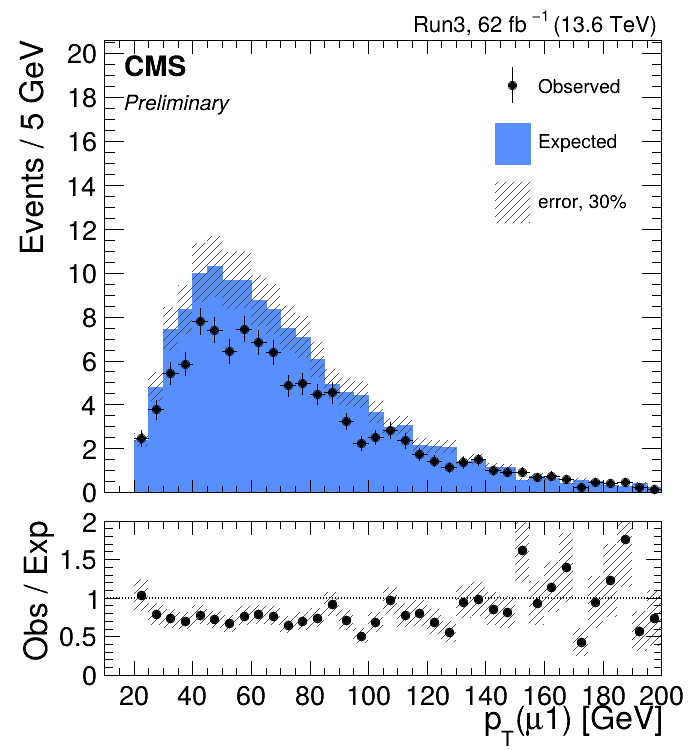 Run3, 62 fb⁻¹ (13.6 TeV)
CMS
Preliminary
Observed
Expected
error, 30%
Events / 5 GeV
20
18
16
14
12
10
8
6
4
2
0
Obs / Exp
2
1.5
1
0.5
0
20 40 60 80 100 120 140 160 180 200
p_T(μ1) [GeV]